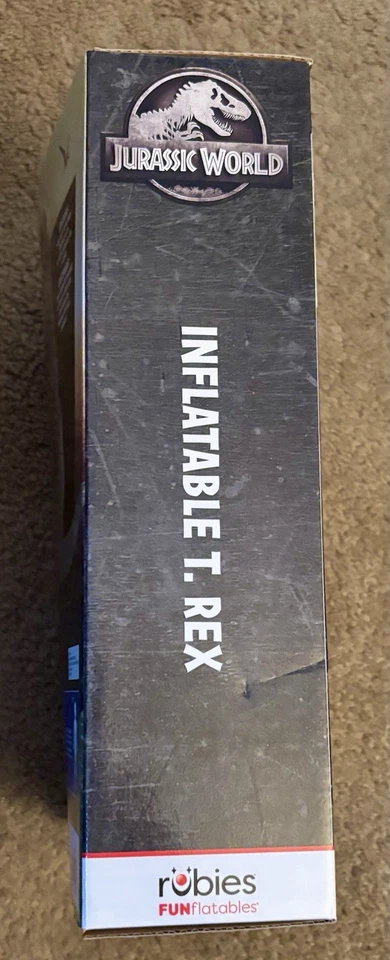 JURASSIC WORLD
INFLATABLE T. REX
rubies
FUNflatables